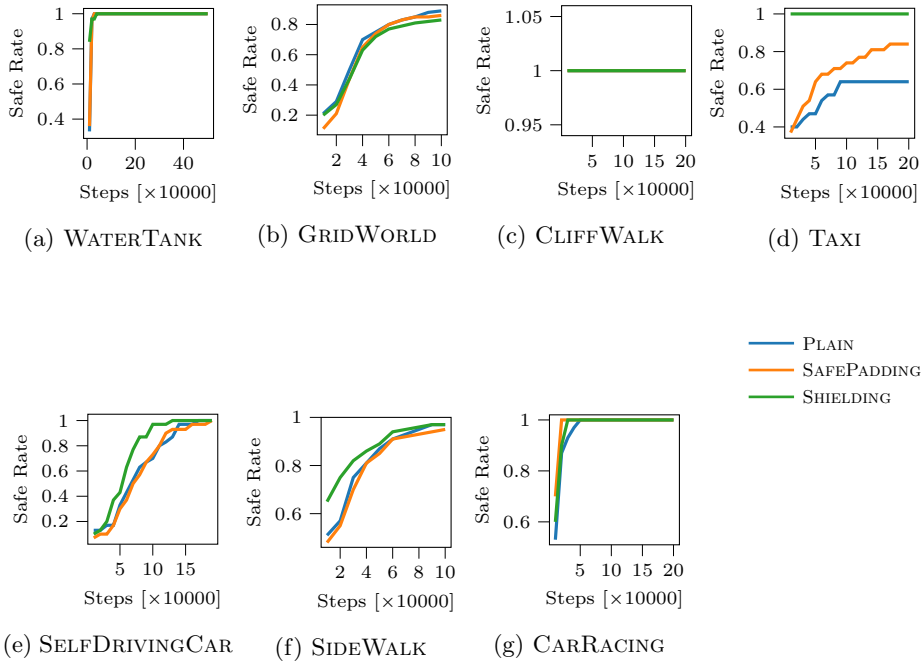 Safe Rate
1
0.8
0.6
0.4
0
20
40
Steps [×10000]
(a) WATERTANK
Safe Rate
0.8
0.6
0.4
0.2
2
4
6
8
10
Steps [×10000]
(b) GRIDWORLD
Safe Rate
1.05
1
0.95
5
10
15
20
Steps [×10000]
(c) CLIFFWALK
Safe Rate
1
0.8
0.6
0.4
5
10
15
20
Steps [×10000]
(d) TAXI
PLAIN
SAFEPADDING
SHIELDING
Safe Rate
1
0.8
0.6
0.4
0.2
5
10
15
Steps [×10000]
(e) SELFDRIVINGCAR
Safe Rate
1
0.8
0.6
2
4
6
8
10
Steps [×10000]
(f) SIDEWALK
Safe Rate
1
0.8
0.6
5
10
15
20
Steps [×10000]
(g) CARRACING